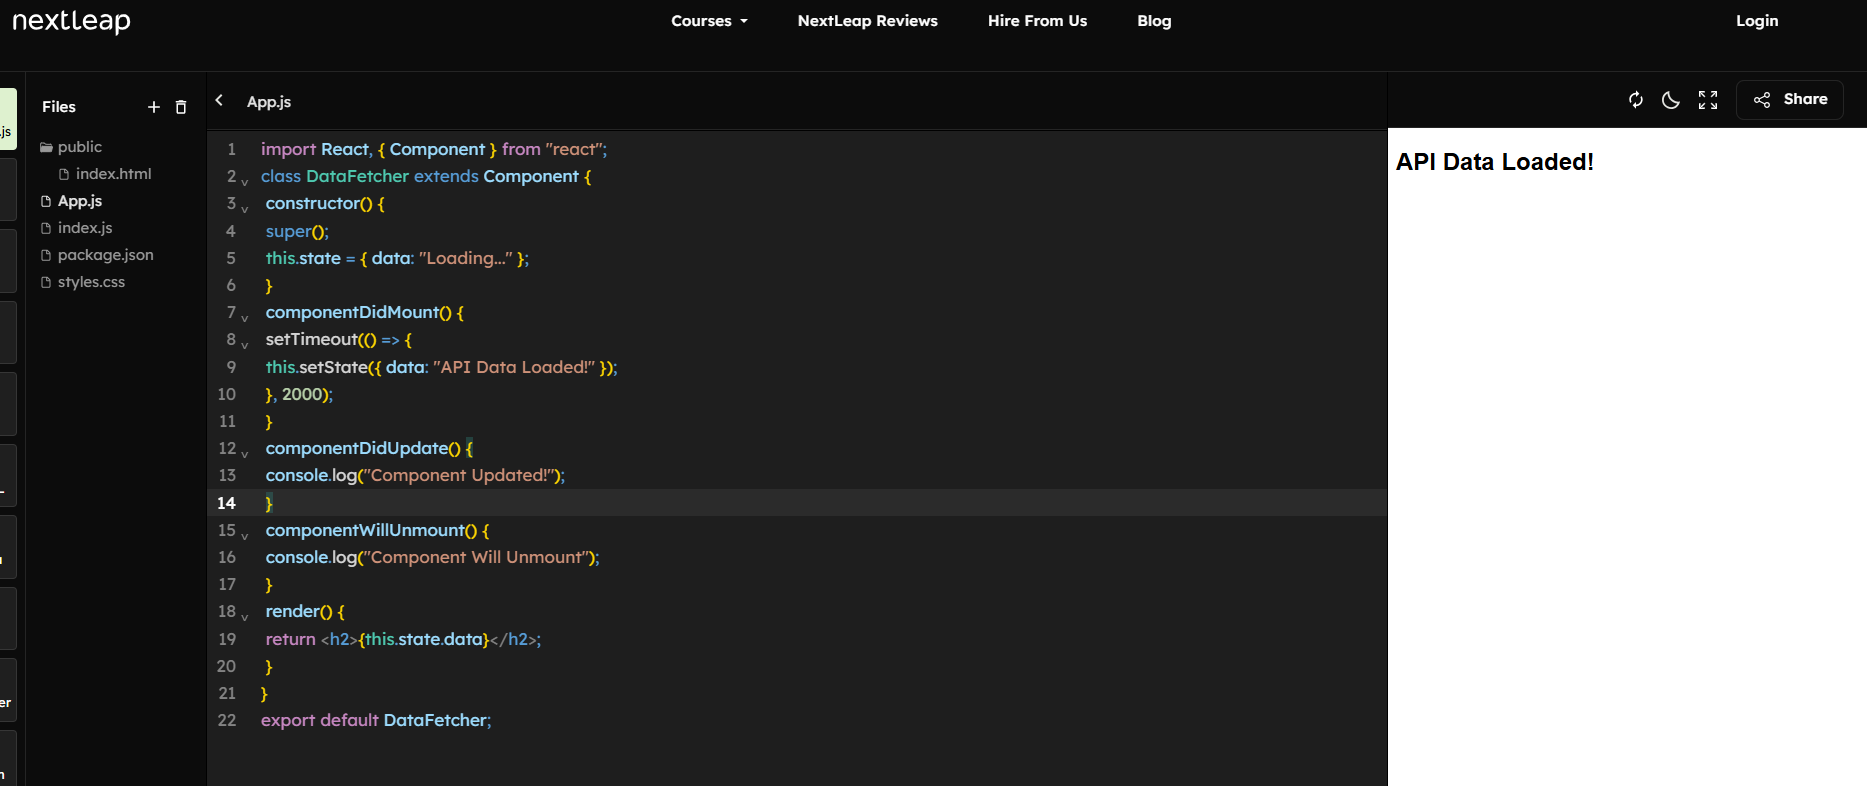 nextleap
Courses
NextLeap Reviews
Hire From Us
Blog
Login
.js
er
n
Files
public
index.html
App.js
index.js
package.json
styles.css
App.js
1 import React, { Component } from "react";
2 class DataFetcher extends Component {
3 constructor() {
4 super();
5 this.state = { data: "Loading..." };
6 }
7 componentDidMount() {
8 setTimeout(() => {
9 this.setState({ data: "API Data Loaded!" });
10 }, 2000);
11 }
12 componentDidUpdate() {
13 console.log("Component Updated!");
14 }
15 componentWillUnmount() {
16 console.log("Component Will Unmount");
17 }
18 render() {
19 return <h2>{this.state.data}</h2>;
20 }
21 }
22 export default DataFetcher;
Share
API Data Loaded!